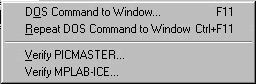 DOS Command to Window... F11
Repeat DOS Command to Window Ctrl+F11
Verify PICMASTER...
Verify MPLAB-ICE...